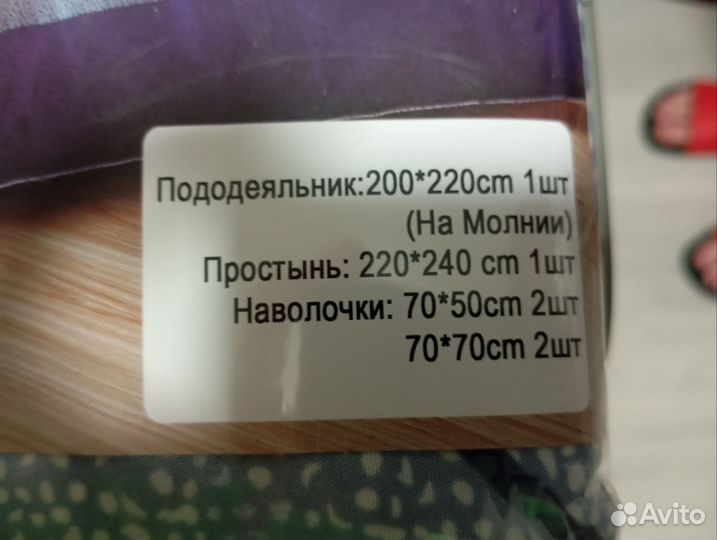 Пододеяльник:200*220cm 1шт
(На Молнии)
Простынь: 220*240 cm 1шт
Наволочки: 70*50cm 2шт
70*70cm 2шт
Avito